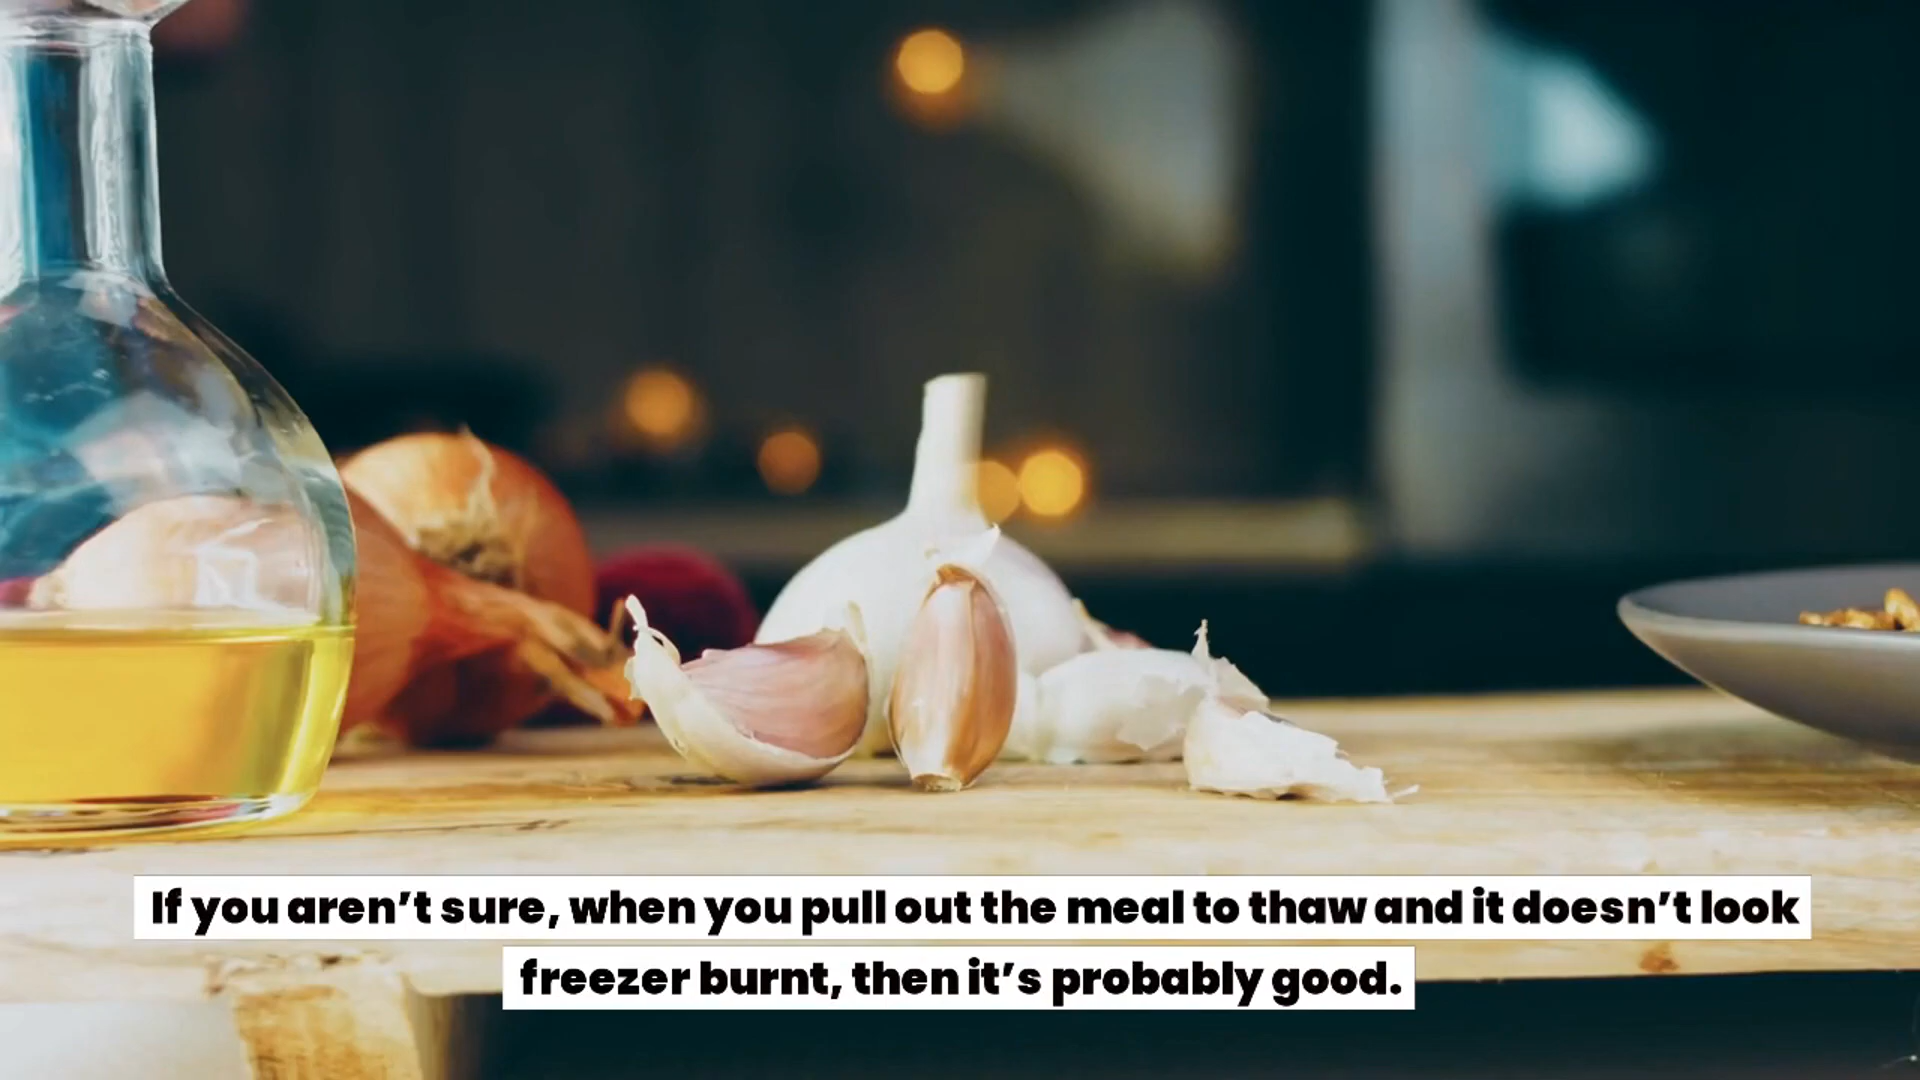 If you aren’t sure, when you pull out the meal to thaw and it doesn’t look
freezer burnt, then it’s probably good.